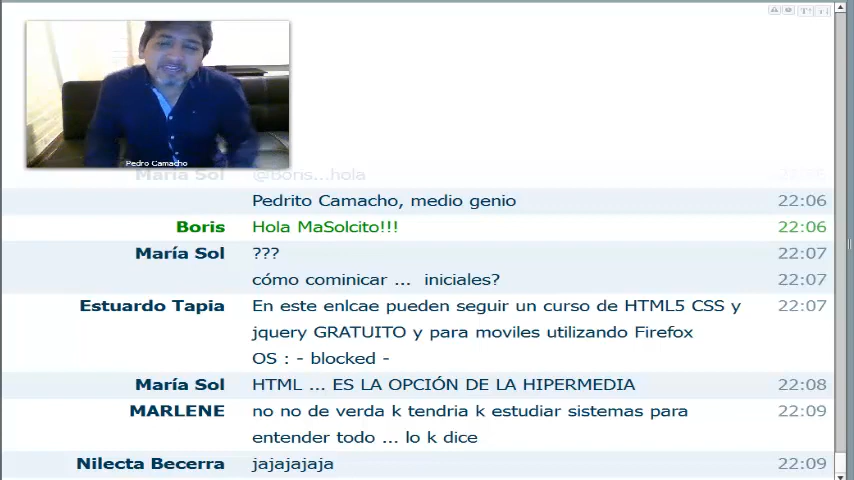 Pedro Camacho
María Sol @Boris...hola
Pedrito Camacho, medio genio 22:06
Boris Hola MaSolcito!!! 22:06
María Sol ??? 22:07
cómo cominicar ... iniciales? 22:07
Estuardo Tapia En este enlcae pueden seguir un curso de HTML5 CSS y 22:07
jquery GRATUITO y para moviles utilizando Firefox
OS : - blocked -
María Sol HTML ... ES LA OPCIÓN DE LA HIPERMEDIA 22:08
MARLENE no no de verda k tendria k estudiar sistemas para 22:09
entender todo ... lo k dice
Nilecta Becerra jajajajaja 22:09